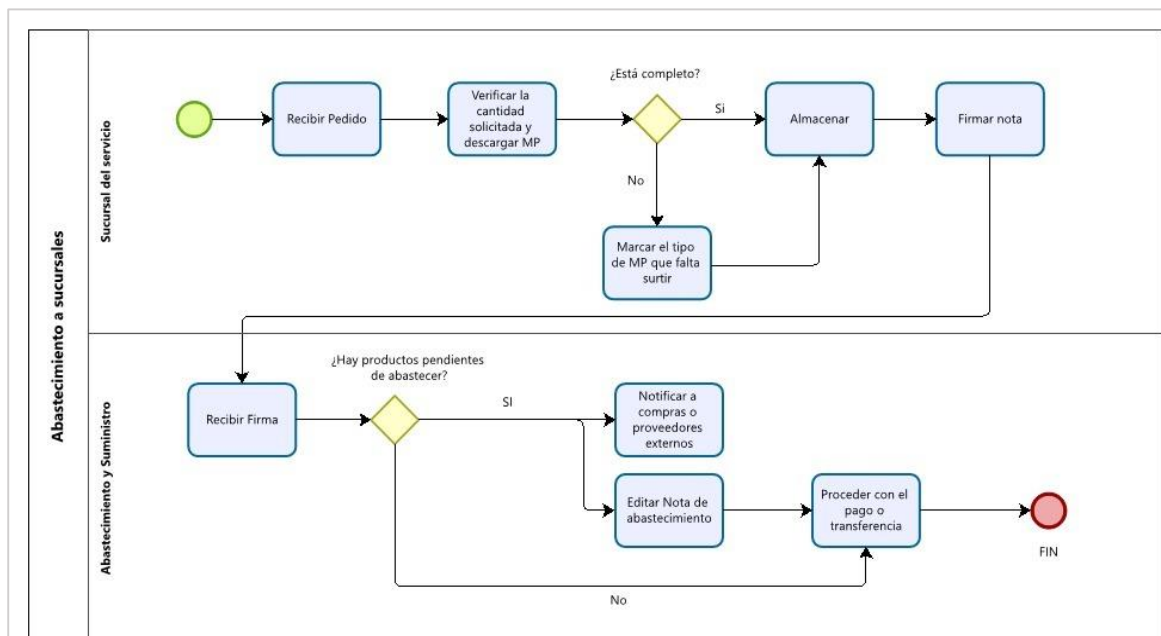 Abastecimiento a sucursales
Sucursal del servicio
Recibir Pedido
Verificar la
cantidad
solicitada y
descargar MP
¿Está completo?
Si
No
Almacenar
Firmar nota
Marcar el tipo
de MP que falta
surtir
Abastecimiento y Suministro
Recibir Firma
¿Hay productos pendientes
de abastecer?
SI
No
Notificar a
compras o
proveedores
externos
Editar Nota de
abastecimiento
Proceder con el
pago o
transferencia
FIN